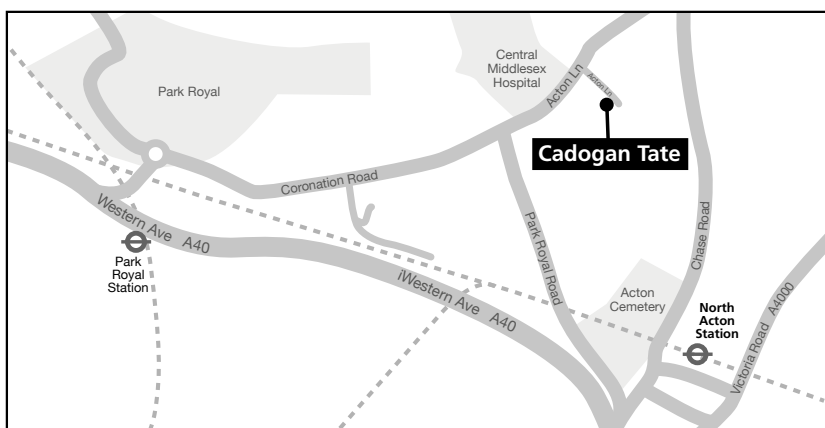 Central
Middlesex
Hospital
Acton Ln
Acton Ln
Park Royal
Cadogan Tate
Coronation Road
Western Ave A40
Park
Royal
Station
iWestern Ave A40
Park Royal Road
Chase Road
Acton
Cemetery
North
Acton
Station
Victoria Road A4000